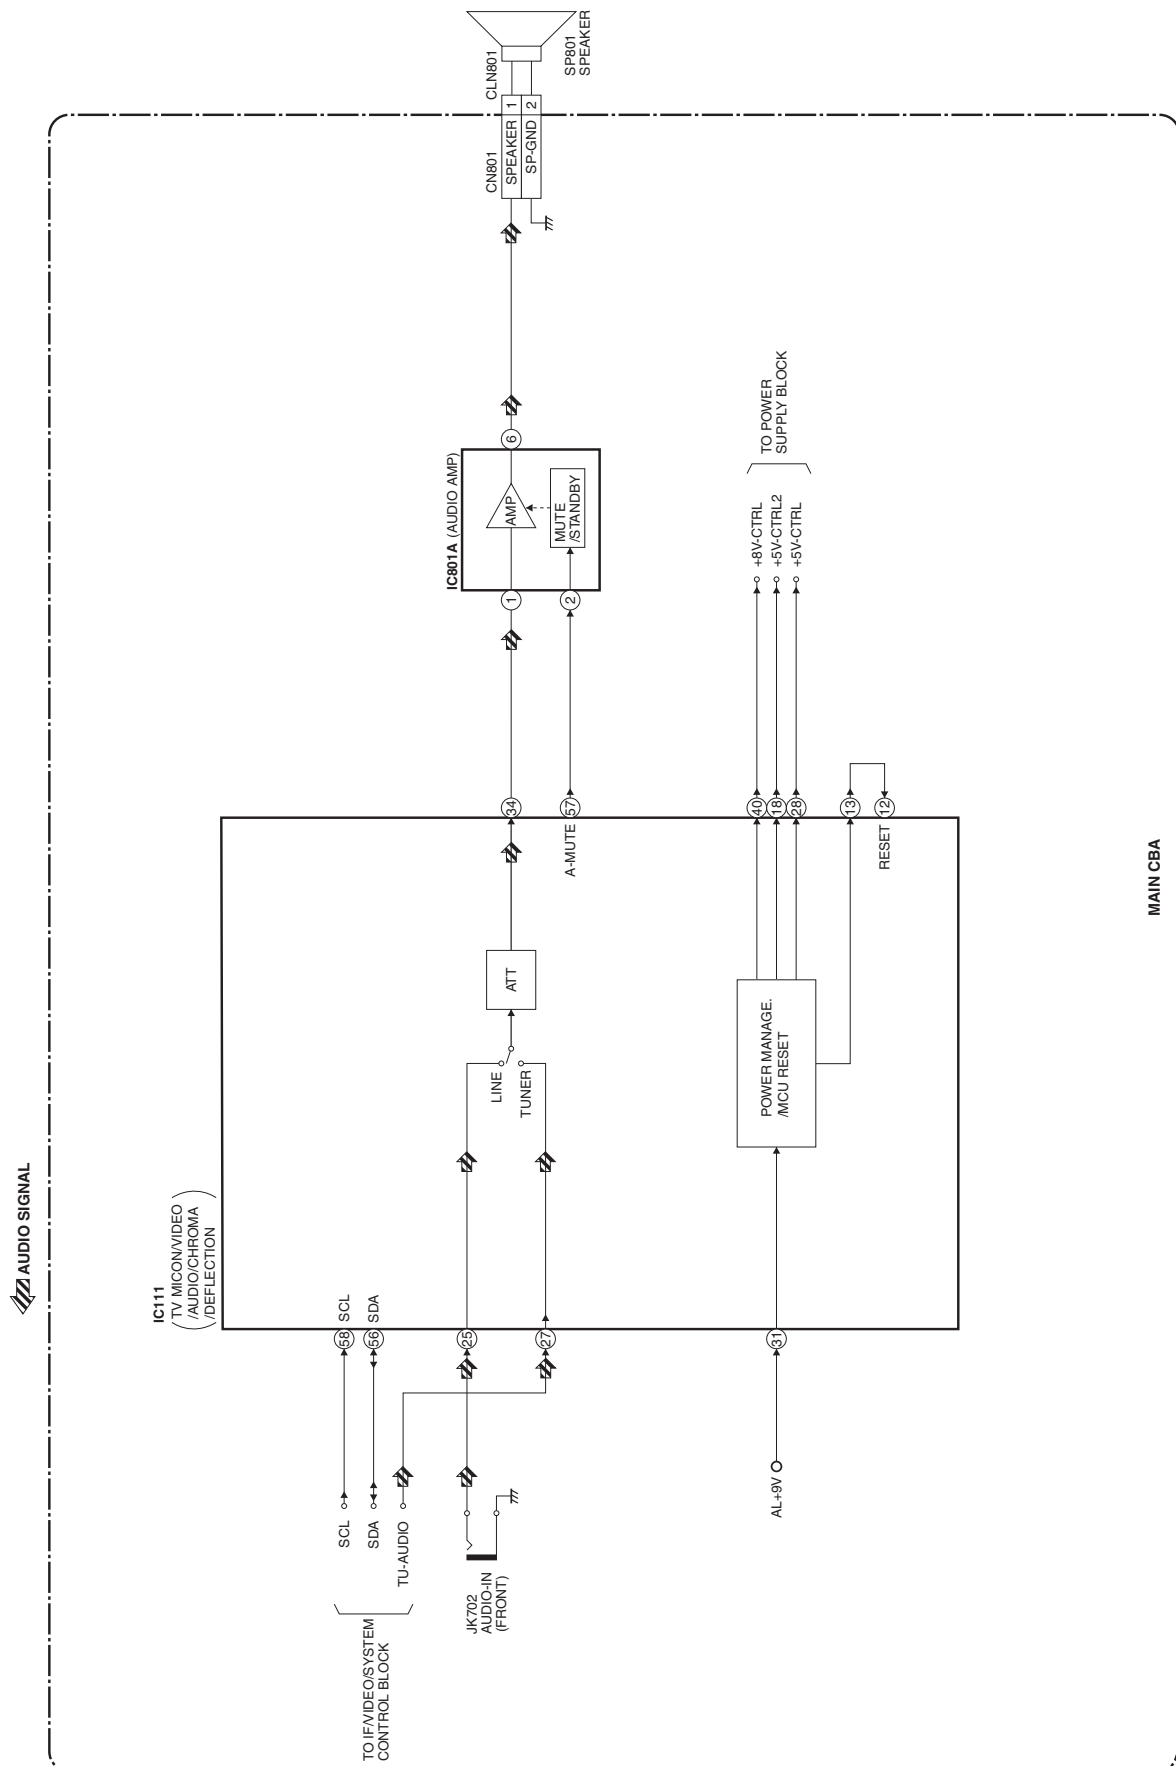 AUDIO SIGNAL
IC111
TV MICON/VIDEO
/AUDIO/CHROMA
/DEFLECTION
TO IF/VIDEO/SYSTEM
CONTROL BLOCK
SCL
58
SCL
SDA
56
SDA
TU-AUDIO
JK702
AUDIO-IN
(FRONT)
25
27
LINE
TUNER
ATT
34
A-MUTE
57
IC801A (AUDIO AMP)
1
2
AMP
MUTE
/STANDBY
6
CN801
CLN801
SPEAKER
1
SP-GND
2
SP801
SPEAKER
AL+9V
31
POWER MANAGE.
/MCU RESET
40
18
28
13
12
RESET
+8V-CTRL
+5V-CTRL2
+5V-CTRL
TO POWER
SUPPLY BLOCK
MAIN CBA